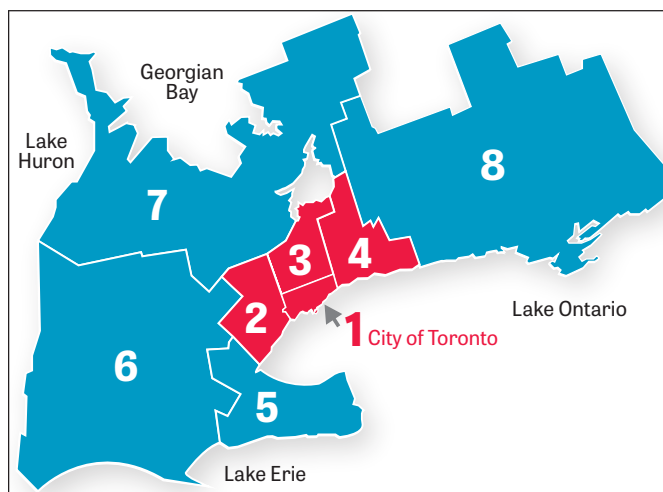 Georgian
Bay
Lake
Huron
8
7
3
4
2
Lake Ontario
1 City of Toronto
6
5
Lake Erie